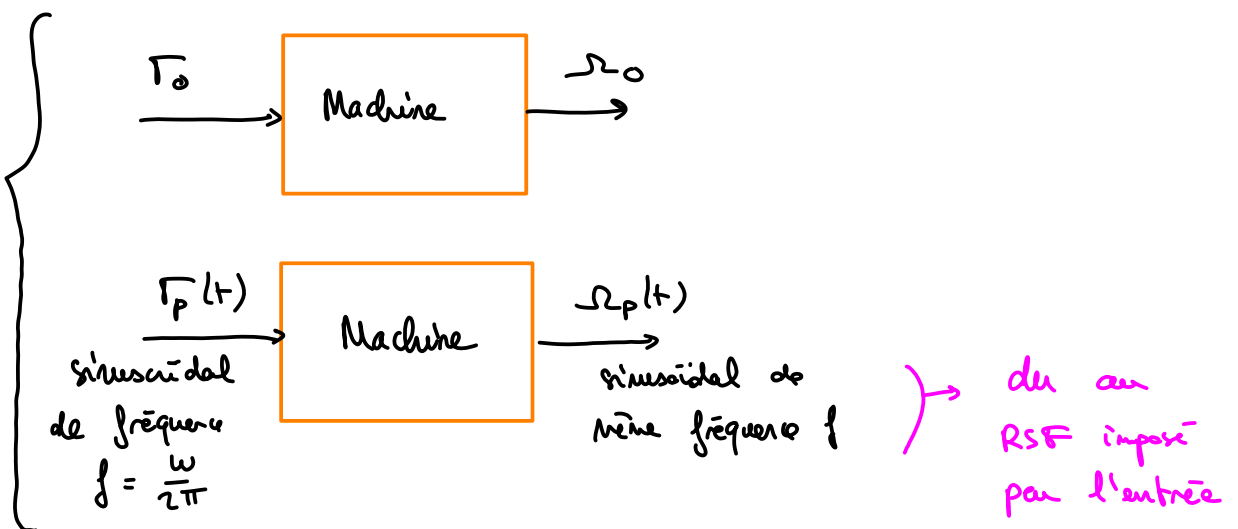 Γ₀
Machine
Ω₀
Γp(t)
Machine
Ωp(t)
sinusoïdal
de fréquence
f = ω/2π
sinusoïdal de
même fréquence f
du au
RSF imposé
par l'entrée